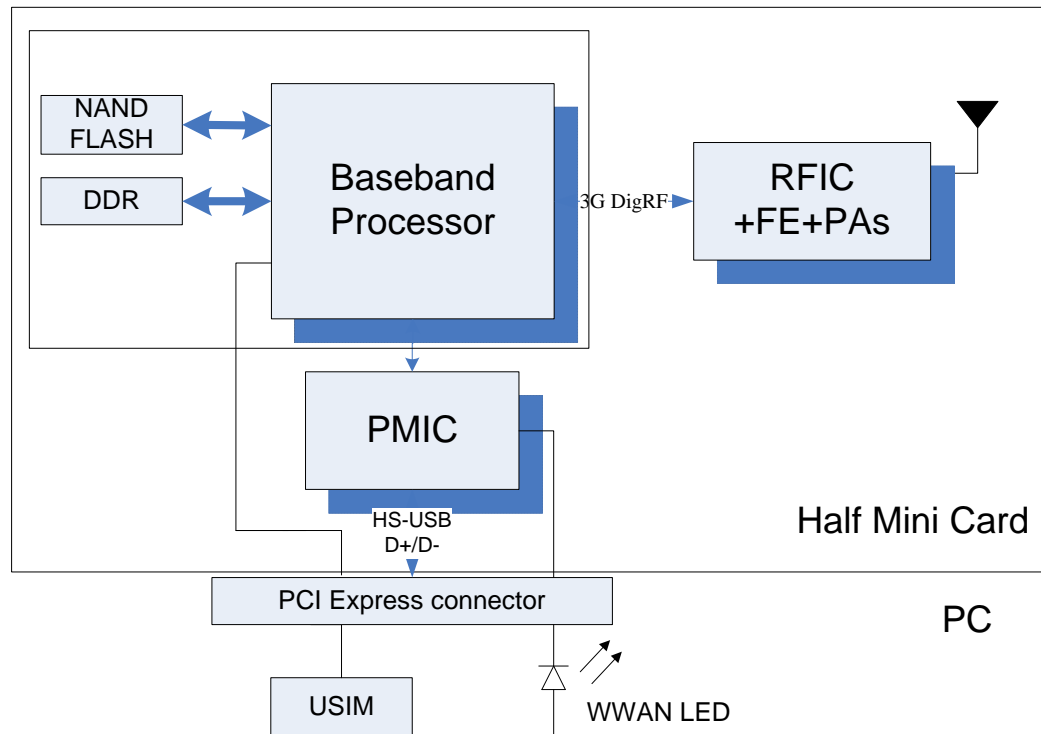 NAND
FLASH
DDR
Baseband
Processor
3G DigRF
RFIC
+FE+PAs
PMIC
HS-USB
D+/D-
Half Mini Card
PCI Express connector
PC
USIM
WWAN LED